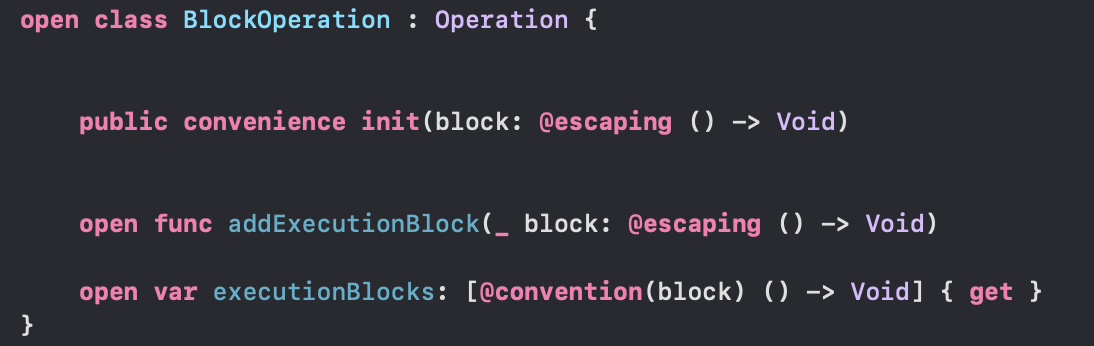 open class BlockOperation : Operation {
public convenience init(block: @escaping () -> Void)
open func addExecutionBlock(_ block: @escaping () -> Void)
open var executionBlocks: [@convention(block) () -> Void] { get }
}